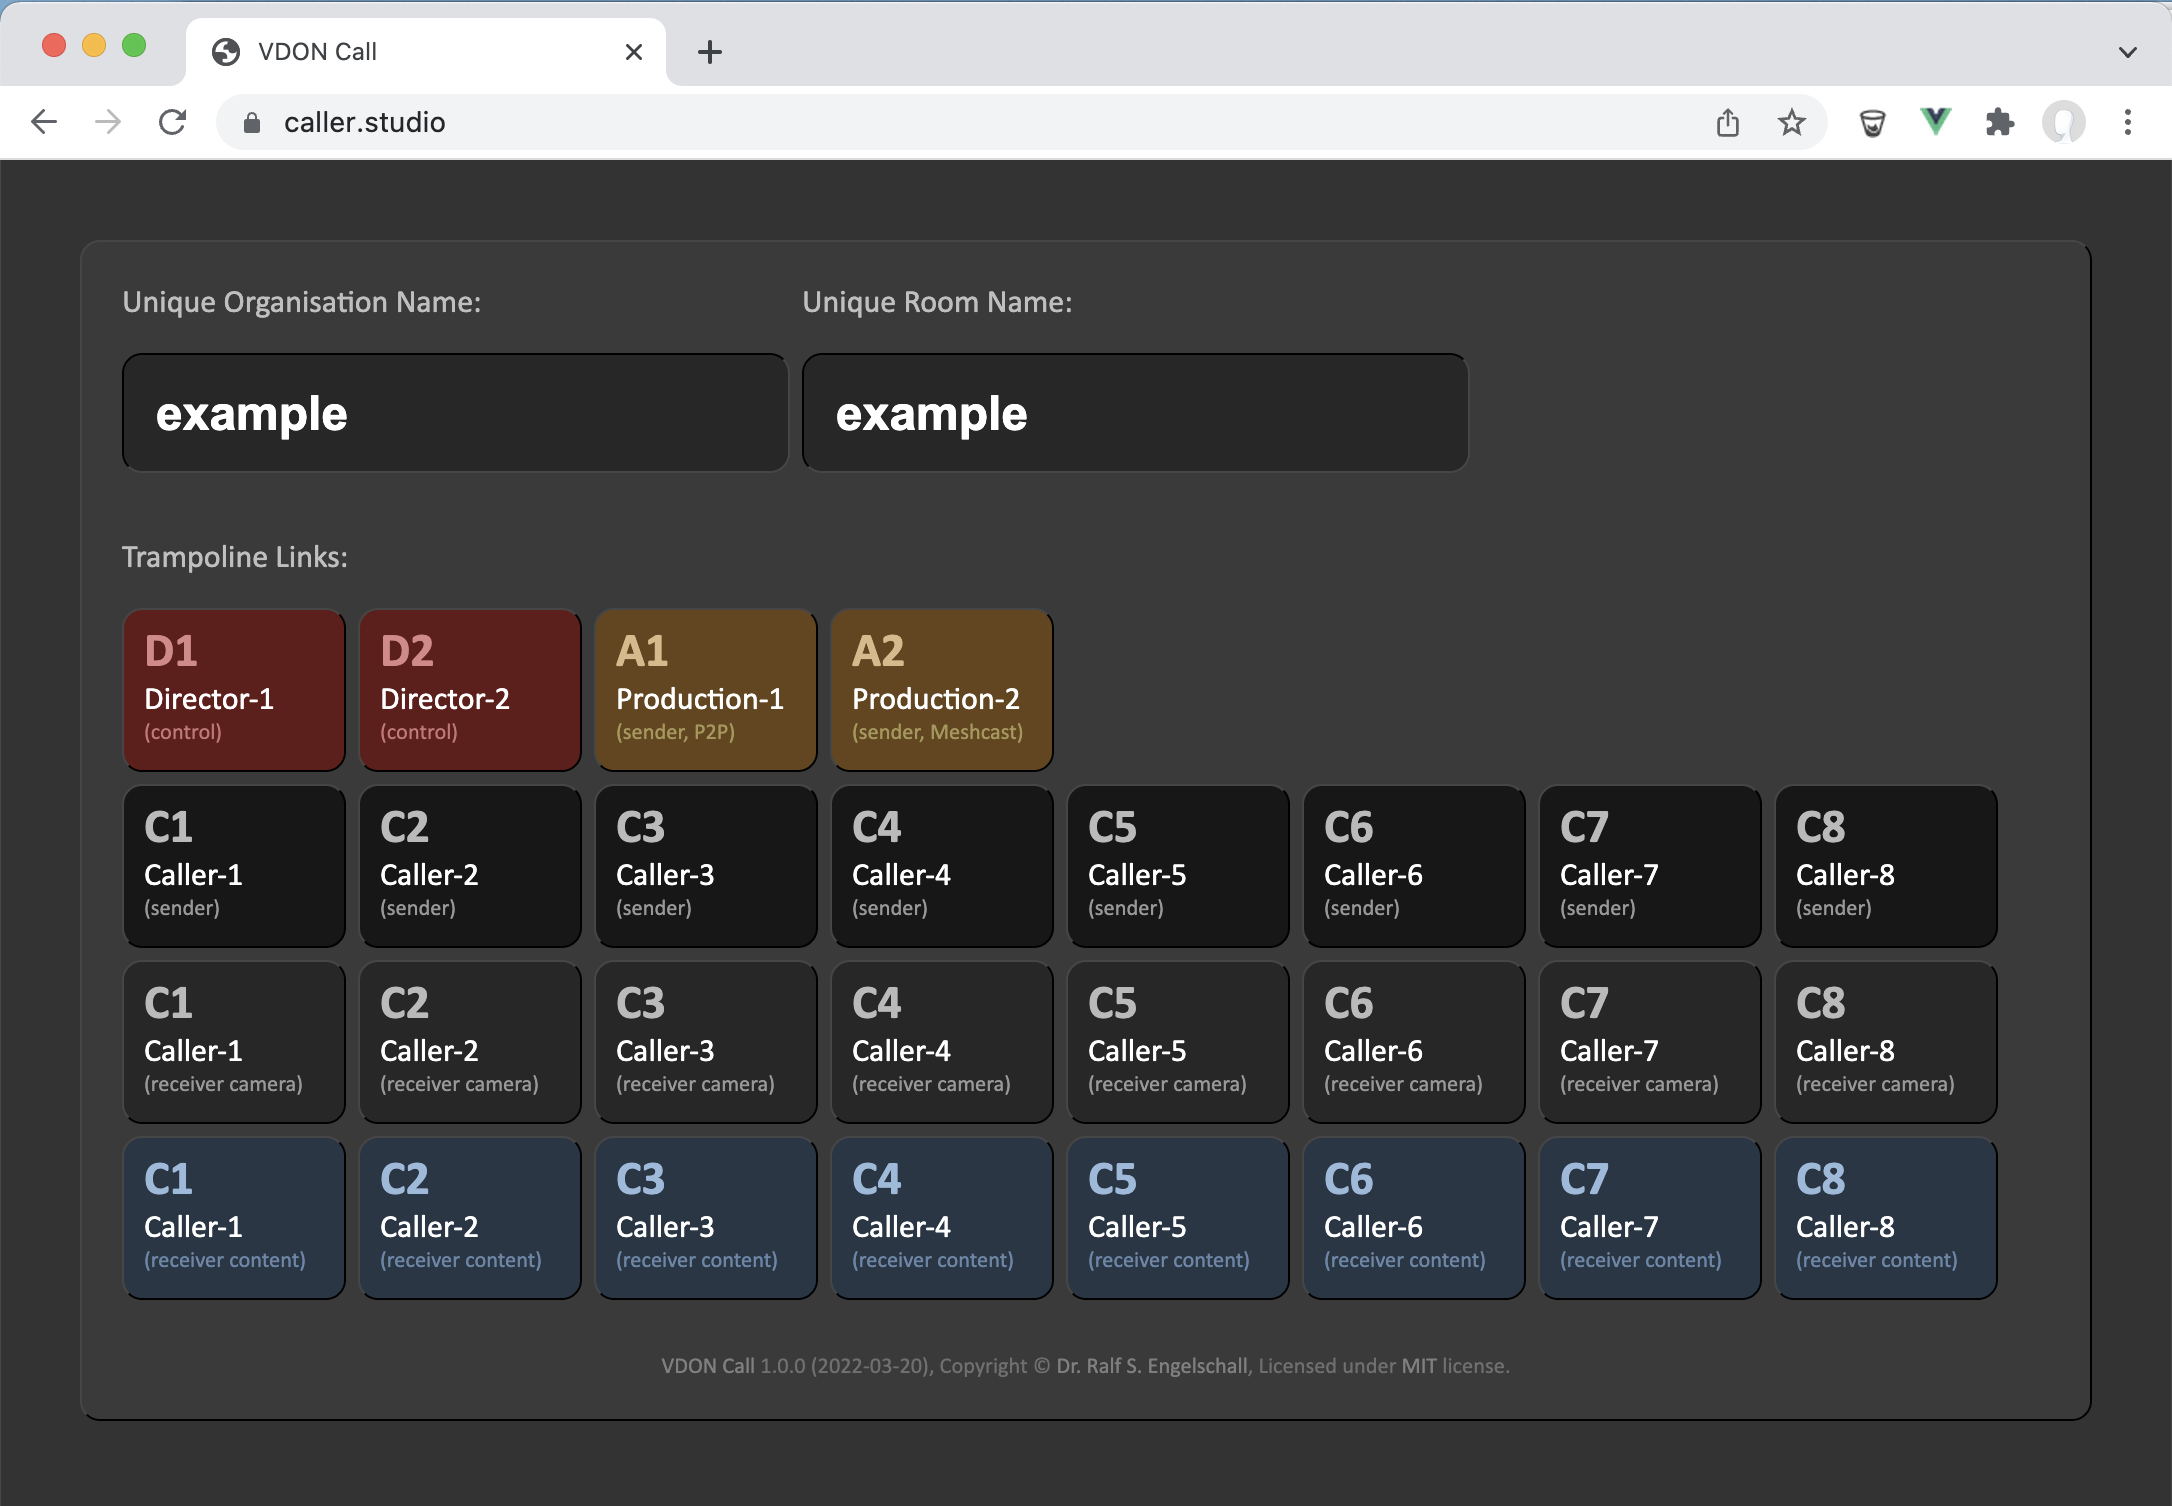 VDON Call
caller.studio
Unique Organisation Name: Unique Room Name:
example example
Trampoline Links:
D1 D2 A1 A2
Director-1 Director-2 Production-1 Production-2
(control) (control) (sender, P2P) (sender, Meshcast)
C1 C2 C3 C4 C5 C6 C7 C8
Caller-1 Caller-2 Caller-3 Caller-4 Caller-5 Caller-6 Caller-7 Caller-8
(sender) (sender) (sender) (sender) (sender) (sender) (sender) (sender)
C1 C2 C3 C4 C5 C6 C7 C8
Caller-1 Caller-2 Caller-3 Caller-4 Caller-5 Caller-6 Caller-7 Caller-8
(receiver camera) (receiver camera) (receiver camera) (receiver camera) (receiver camera) (receiver camera) (receiver camera) (receiver camera)
C1 C2 C3 C4 C5 C6 C7 C8
Caller-1 Caller-2 Caller-3 Caller-4 Caller-5 Caller-6 Caller-7 Caller-8
(receiver content) (receiver content) (receiver content) (receiver content) (receiver content) (receiver content) (receiver content) (receiver content)
VDON Call 1.0.0 (2022-03-20), Copyright © Dr. Ralf S. Engelschall, Licensed under MIT license.